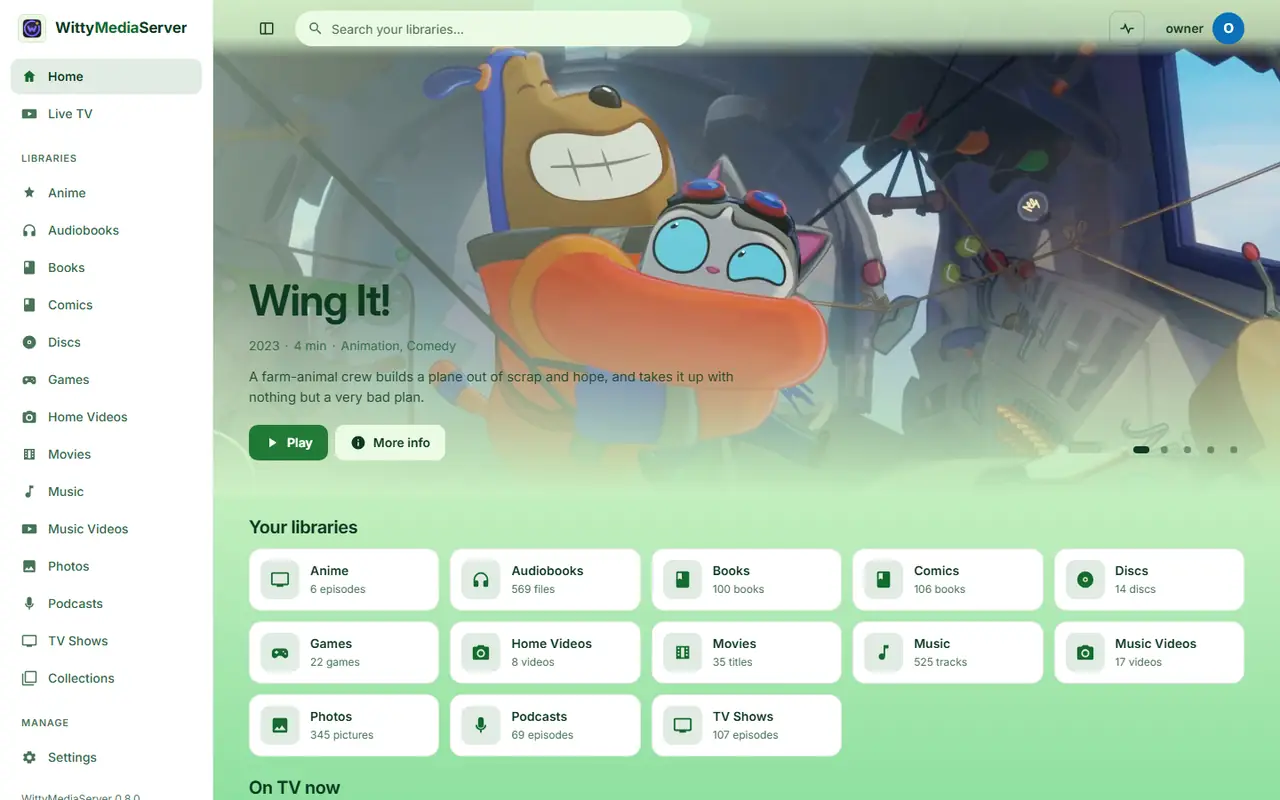 WittyMediaServer
Search your libraries...
owner
O
Home
Live TV
LIBRARIES
Anime
Audiobooks
Books
Comics
Discs
Games
Home Videos
Movies
Music
Music Videos
Photos
Podcasts
TV Shows
Collections
MANAGE
Settings
WittyMediaServer 0.8.0
Wing It!
2023 · 4 min · Animation, Comedy
A farm-animal crew builds a plane out of scrap and hope, and takes it up with
nothing but a very bad plan.
Play
More info
Your libraries
Anime
6 episodes
Audiobooks
569 files
Books
100 books
Comics
106 books
Discs
14 discs
Games
22 games
Home Videos
8 videos
Movies
35 titles
Music
525 tracks
Music Videos
17 videos
Photos
345 pictures
Podcasts
69 episodes
TV Shows
107 episodes
On TV now